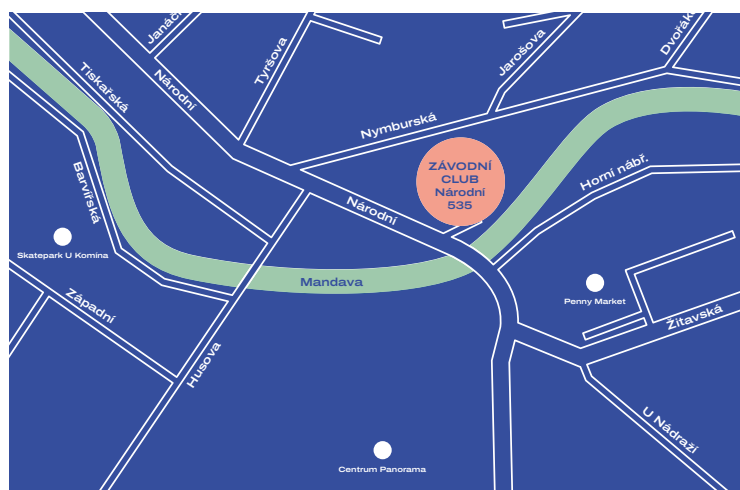 Janáč
Tiskařská
Národní
Tyršova
Jarošova
Dvořák
Nymburská
ZÁVODNÍ
CLUB
Národní
535
Horní nábř.
Barvířská
Národní
Skatepark U Komína
Mandava
Penny Market
Západní
Žitavská
Husova
U Nádraží
Centrum Panorama